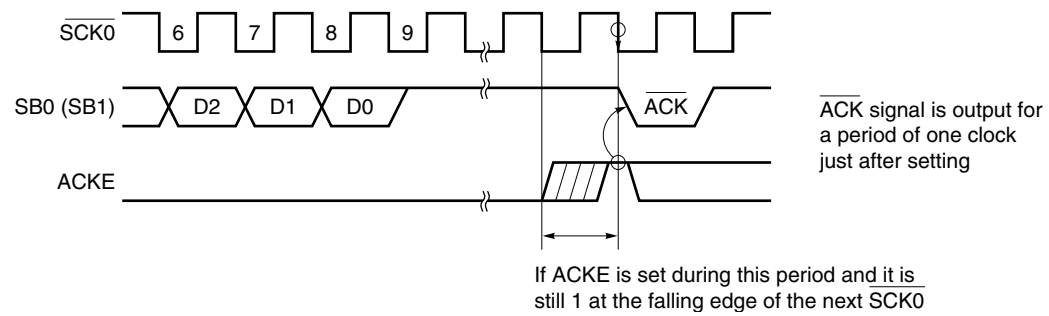 SCK0 6 7 8 9
SB0 (SB1) D2 D1 D0 ACK
ACK signal is output for
a period of one clock
just after setting
ACKE
If ACKE is set during this period and it is
still 1 at the falling edge of the next SCK0